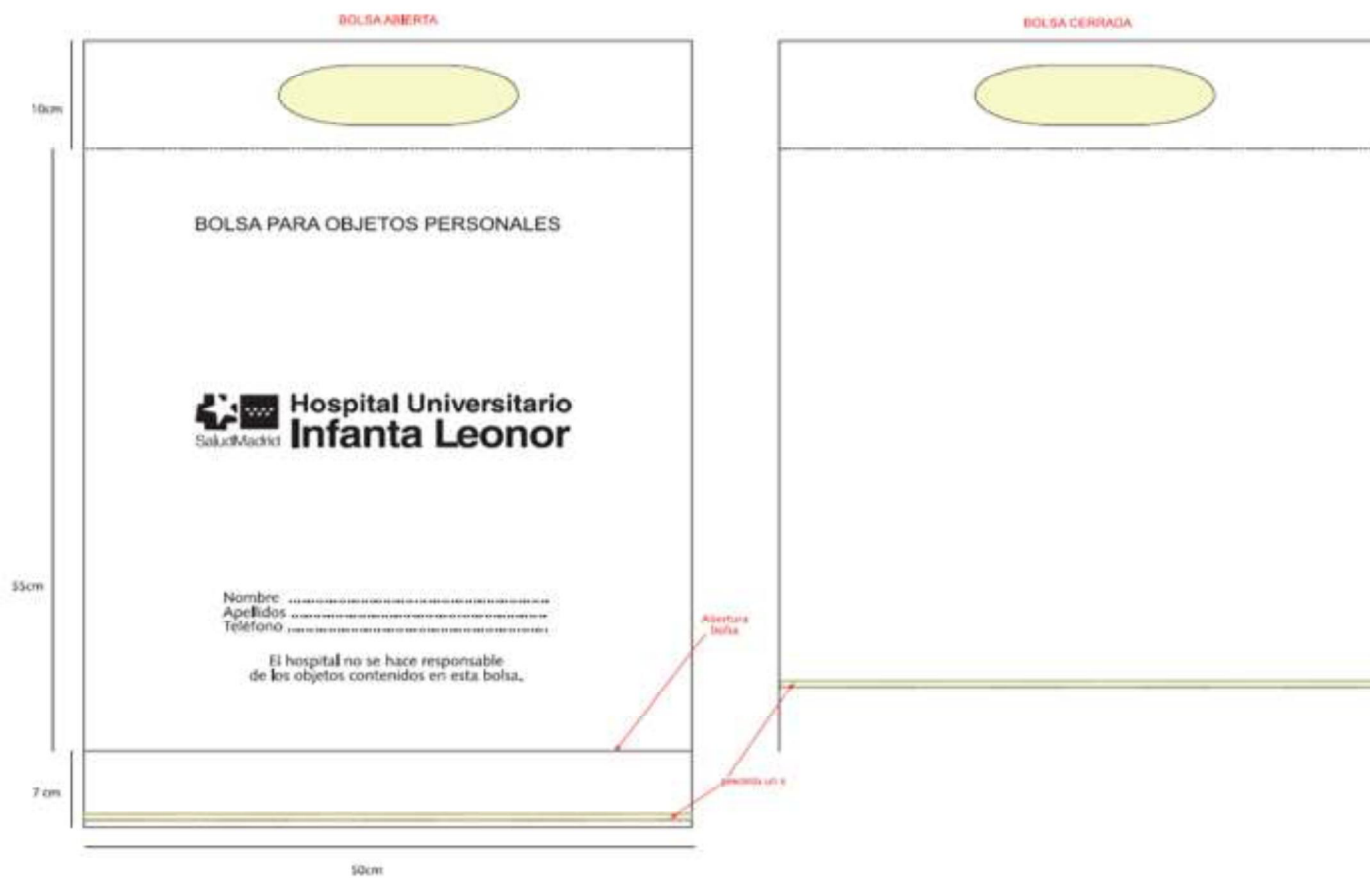 BOLSA ABIERTA
BOLSA CERRADA
10cm
BOLSA PARA OBJETOS PERSONALES
SaludMadrid
Hospital Universitario
Infanta Leonor
55cm
Nombre
Apellidos
Teléfono
El hospital no se hace responsable
de los objetos contenidos en esta bolsa.
Abertura
bolsa
7 cm
50cm